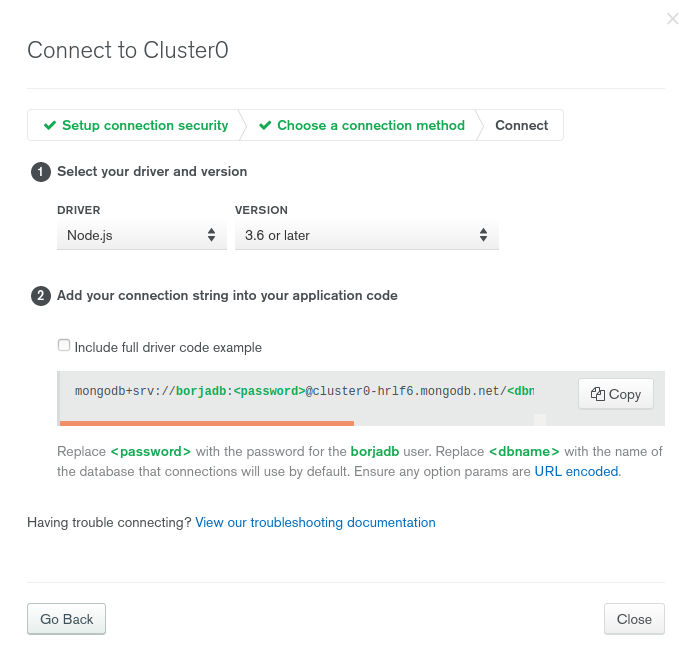 Connect to Cluster0
Setup connection security
Choose a connection method
Connect
1 Select your driver and version
DRIVER
VERSION
Node.js
3.6 or later
2 Add your connection string into your application code
Include full driver code example
mongodb+srv://borjadb:<password>@cluster0-hrlf6.mongodb.net/<dbn
Copy
Replace <password> with the password for the borjadb user. Replace <dbname> with the name of
the database that connections will use by default. Ensure any option params are URL encoded.
Having trouble connecting? View our troubleshooting documentation
Go Back
Close